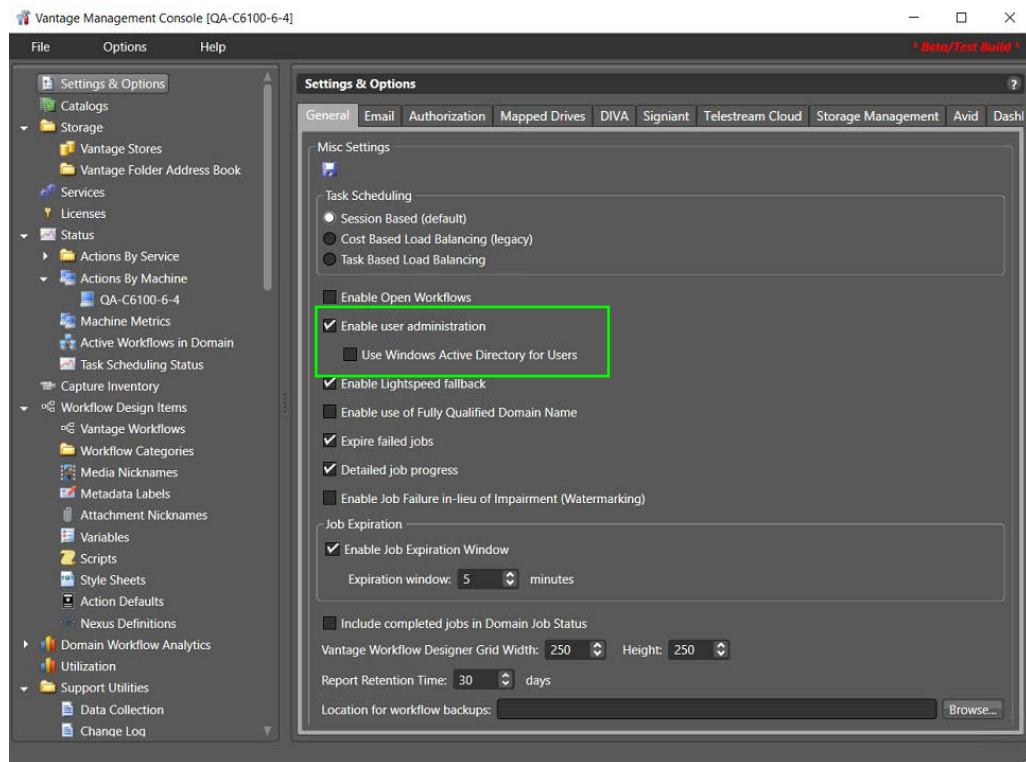 Vantage Management Console [QA-C6100-6-4]
File Options Help
* Beta/Test Build *
Settings & Options
Catalogs
Storage
Vantage Stores
Vantage Folder Address Book
Services
Licenses
Status
Actions By Service
Actions By Machine
QA-C6100-6-4
Machine Metrics
Active Workflows in Domain
Task Scheduling Status
Capture Inventory
Workflow Design Items
Vantage Workflows
Workflow Categories
Media Nicknames
Metadata Labels
Attachment Nicknames
Variables
Scripts
Style Sheets
Action Defaults
Nexus Definitions
Domain Workflow Analytics
Utilization
Support Utilities
Data Collection
Change Log
Settings & Options ?
General Email Authorization Mapped Drives DIVA Signiant Telestream Cloud Storage Management Avid Dashl
Misc Settings
Task Scheduling
Session Based (default)
Cost Based Load Balancing (legacy)
Task Based Load Balancing
Enable Open Workflows
Enable user administration
Use Windows Active Directory for Users
Enable Lightspeed fallback
Enable use of Fully Qualified Domain Name
Expire failed jobs
Detailed job progress
Enable Job Failure in-lieu of Impairment (Watermarking)
Job Expiration
Enable Job Expiration Window
Expiration window: 5 minutes
Include completed jobs in Domain Job Status
Vantage Workflow Designer Grid Width: 250 Height: 250
Report Retention Time: 30 days
Location for workflow backups: Browse...